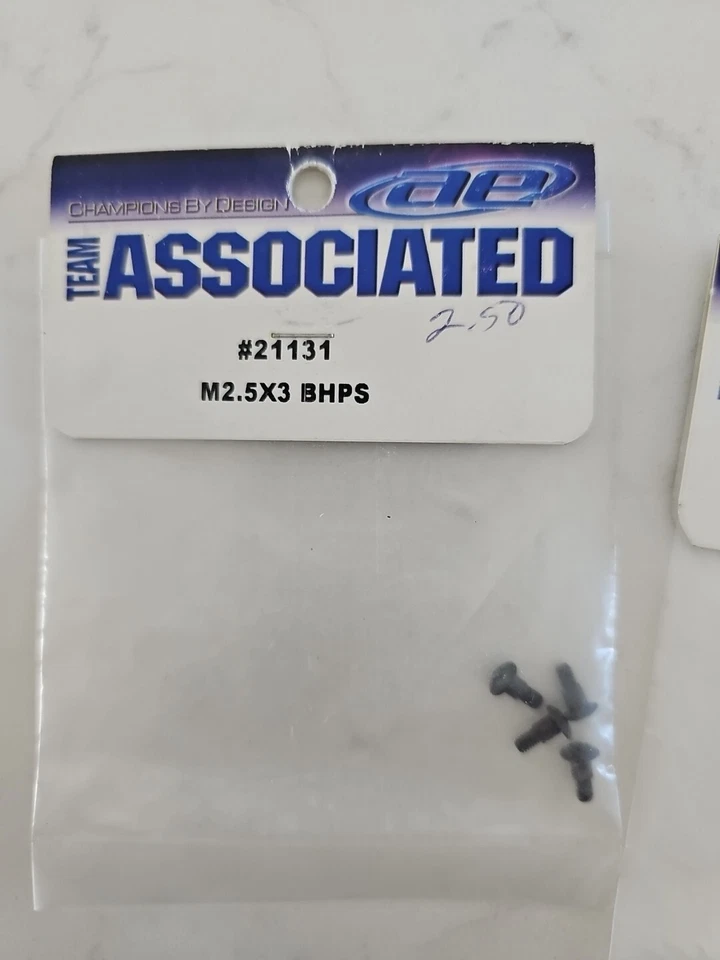 CHAMPIONS BY DESIGN
ae
TEAM ASSOCIATED
2.50
#21131
M2.5X3 BHPS